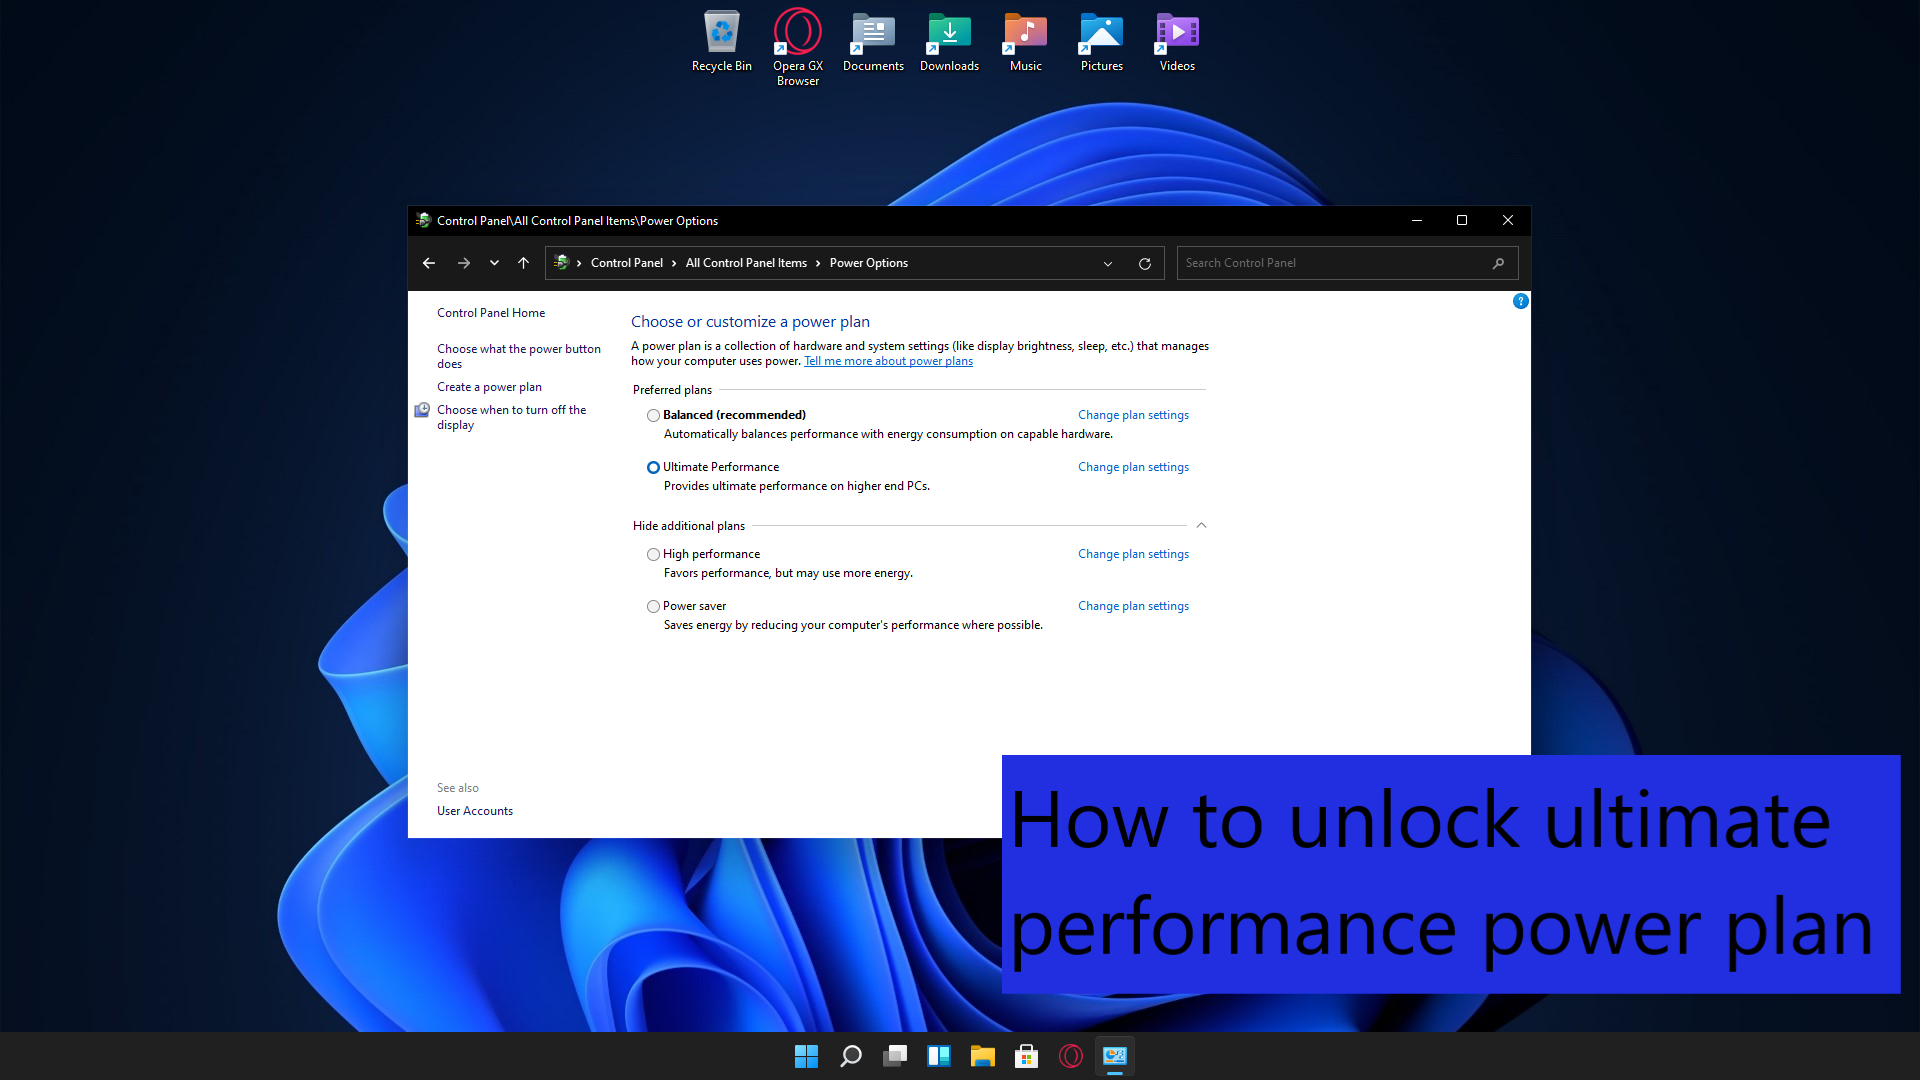 Recycle Bin
Opera GX
Browser
Documents
Downloads
Music
Pictures
Videos
Control Panel\All Control Panel Items\Power Options
Control Panel
All Control Panel Items
Power Options
Search Control Panel
?
Control Panel Home
Choose what the power button
does
Create a power plan
Choose when to turn off the
display
Choose or customize a power plan
A power plan is a collection of hardware and system settings (like display brightness, sleep, etc.) that manages
how your computer uses power. Tell me more about power plans
Preferred plans
Balanced (recommended) Change plan settings
Automatically balances performance with energy consumption on capable hardware.
Ultimate Performance Change plan settings
Provides ultimate performance on higher end PCs.
Hide additional plans
High performance Change plan settings
Favors performance, but may use more energy.
Power saver Change plan settings
Saves energy by reducing your computer's performance where possible.
See also
User Accounts
How to unlock ultimate
performance power plan